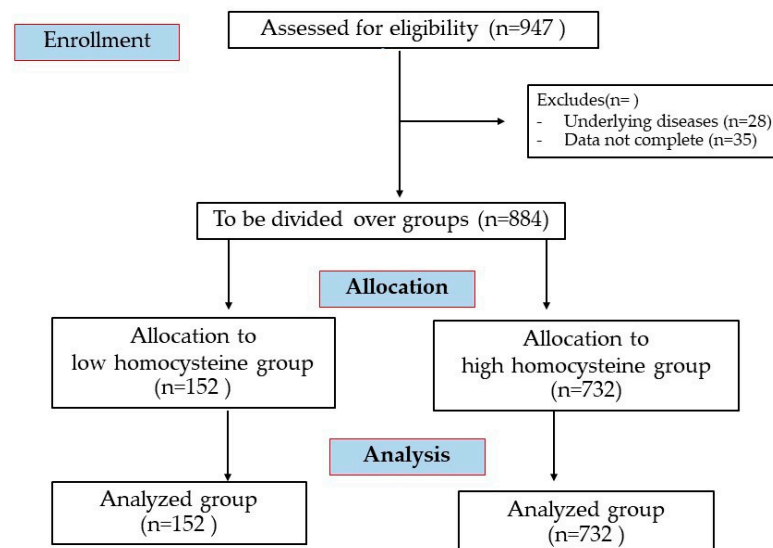 Enrollment
Assessed for eligibility (n=947 )
Excludes(n= )
- Underlying diseases (n=28)
- Data not complete (n=35)
To be divided over groups (n=884)
Allocation
Allocation to
low homocysteine group
(n=152 )
Allocation to
high homocysteine group
(n=732)
Analysis
Analyzed group
(n=152 )
Analyzed group
(n=732 )